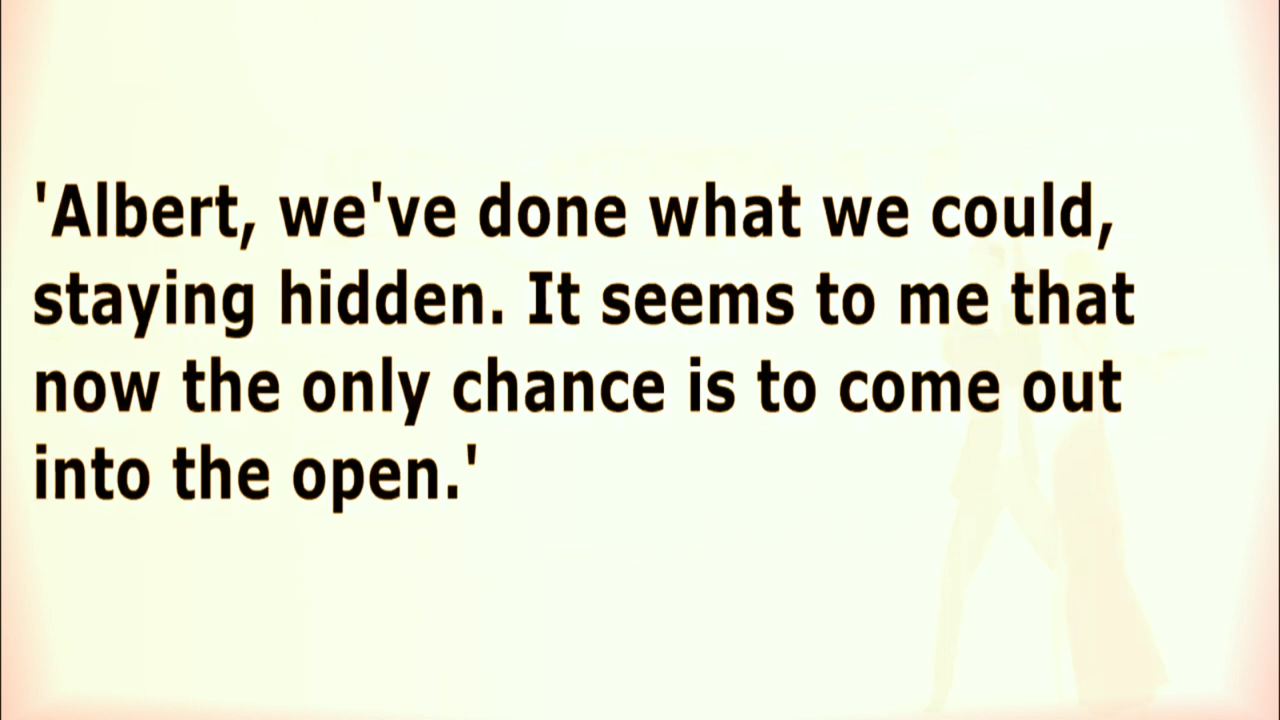 'Albert, we've done what we could,
staying hidden. It seems to me that
now the only chance is to come out
into the open.'